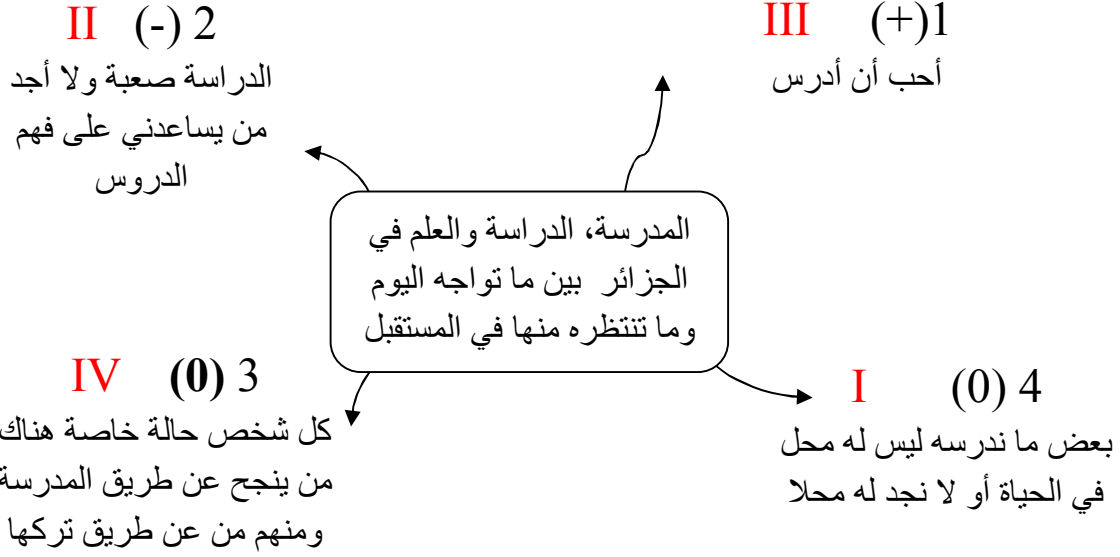 III (+)1
أحب أن أدرس
II (-) 2
الدراسة صعبة ولا أجد
من يساعدني على فهم
الدروس
المدرسة، الدراسة والعلم في
الجزائر بين ما تواجه اليوم
وما تنتظره منها في المستقبل
I (0) 4
بعض ما ندرسه ليس له محل
في الحياة أو لا نجد له محلا
IV (0) 3
كل شخص حالة خاصة هناك
من ينجح عن طريق المدرسة
ومنهم من عن طريق تركها